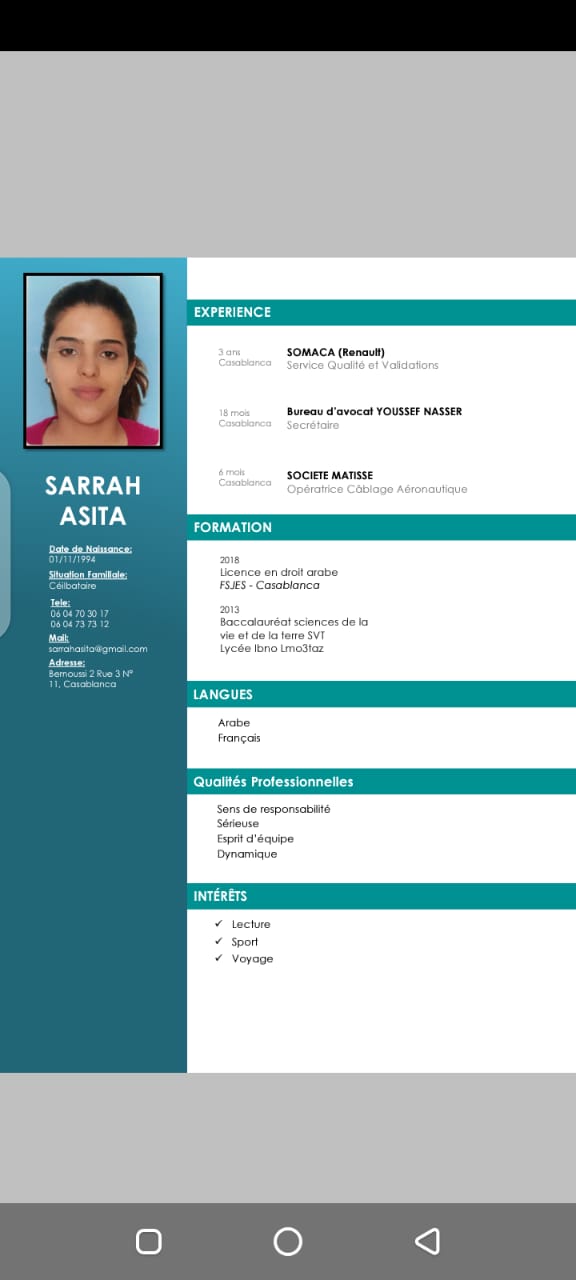 SARRAH
ASITA
Date de Naissance:
01/11/1994
Situation Familiale:
Céilbataire
Tele:
06 04 70 30 17
06 04 73 73 12
Mail:
sarrahasita@gmail.com
Adresse:
Bernoussi 2 Rue 3 N°
11, Casablanca
EXPERIENCE
3 ans
Casablanca
SOMACA (Renault)
Service Qualité et Validations
18 mois
Casablanca
Bureau d'avocat YOUSSEF NASSER
Secrétaire
6 mois
Casablanca
SOCIETE MATISSE
Opératrice Câblage Aéronautique
FORMATION
2018
Licence en droit arabe
FSJES - Casablanca
2013
Baccalauréat sciences de la
vie et de la terre SVT
Lycée Ibno Lmo3taz
LANGUES
Arabe
Français
Qualités Professionnelles
Sens de responsabilité
Sérieuse
Esprit d'équipe
Dynamique
INTÉRÊTS
✓ Lecture
✓ Sport
✓ Voyage